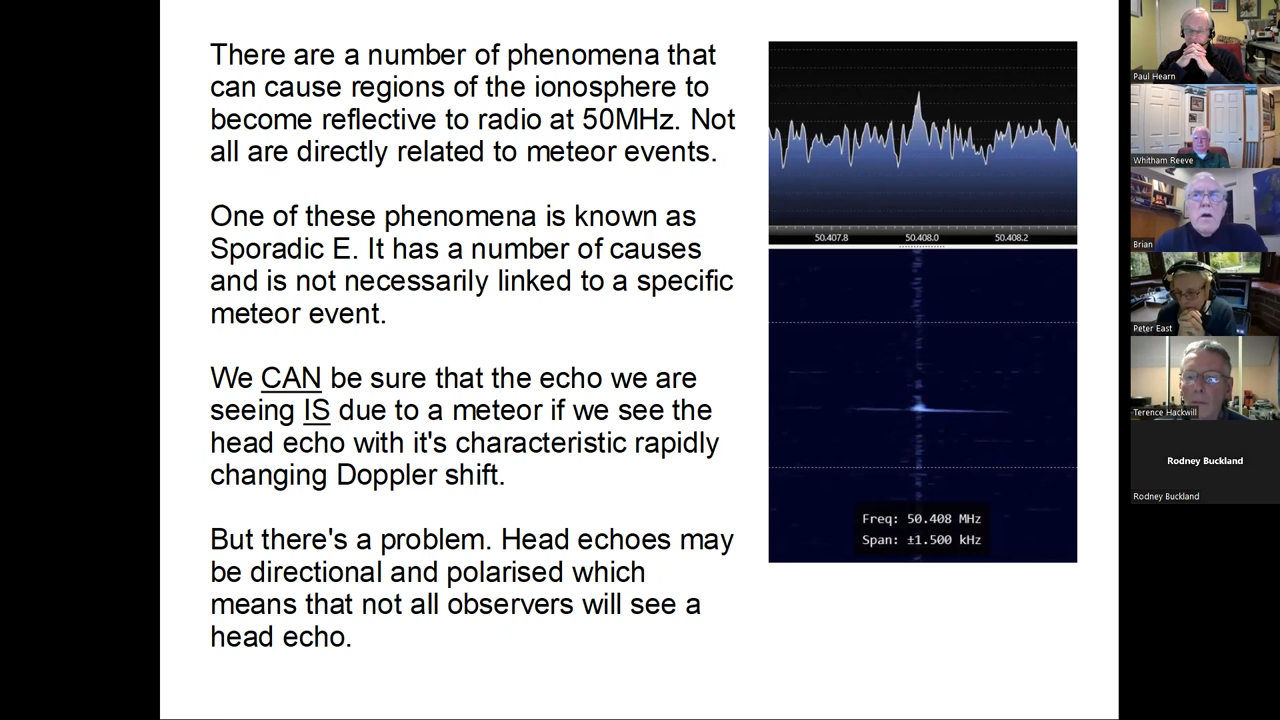 There are a number of phenomena that
can cause regions of the ionosphere to
become reflective to radio at 50MHz. Not
all are directly related to meteor events.
One of these phenomena is known as
Sporadic E. It has a number of causes
and is not necessarily linked to a specific
meteor event.
We CAN be sure that the echo we are
seeing IS due to a meteor if we see the
head echo with it's characteristic rapidly
changing Doppler shift.
But there's a problem. Head echoes may
be directional and polarised which
means that not all observers will see a
head echo.
50.407.8 50.408.0 50.408.2
Freq: 50.408 MHz
Span: ±1.500 kHz
Paul Hearn
Whitham Reeve
Brian
Peter East
Terence Hackwill
Rodney Buckland
Rodney Buckland